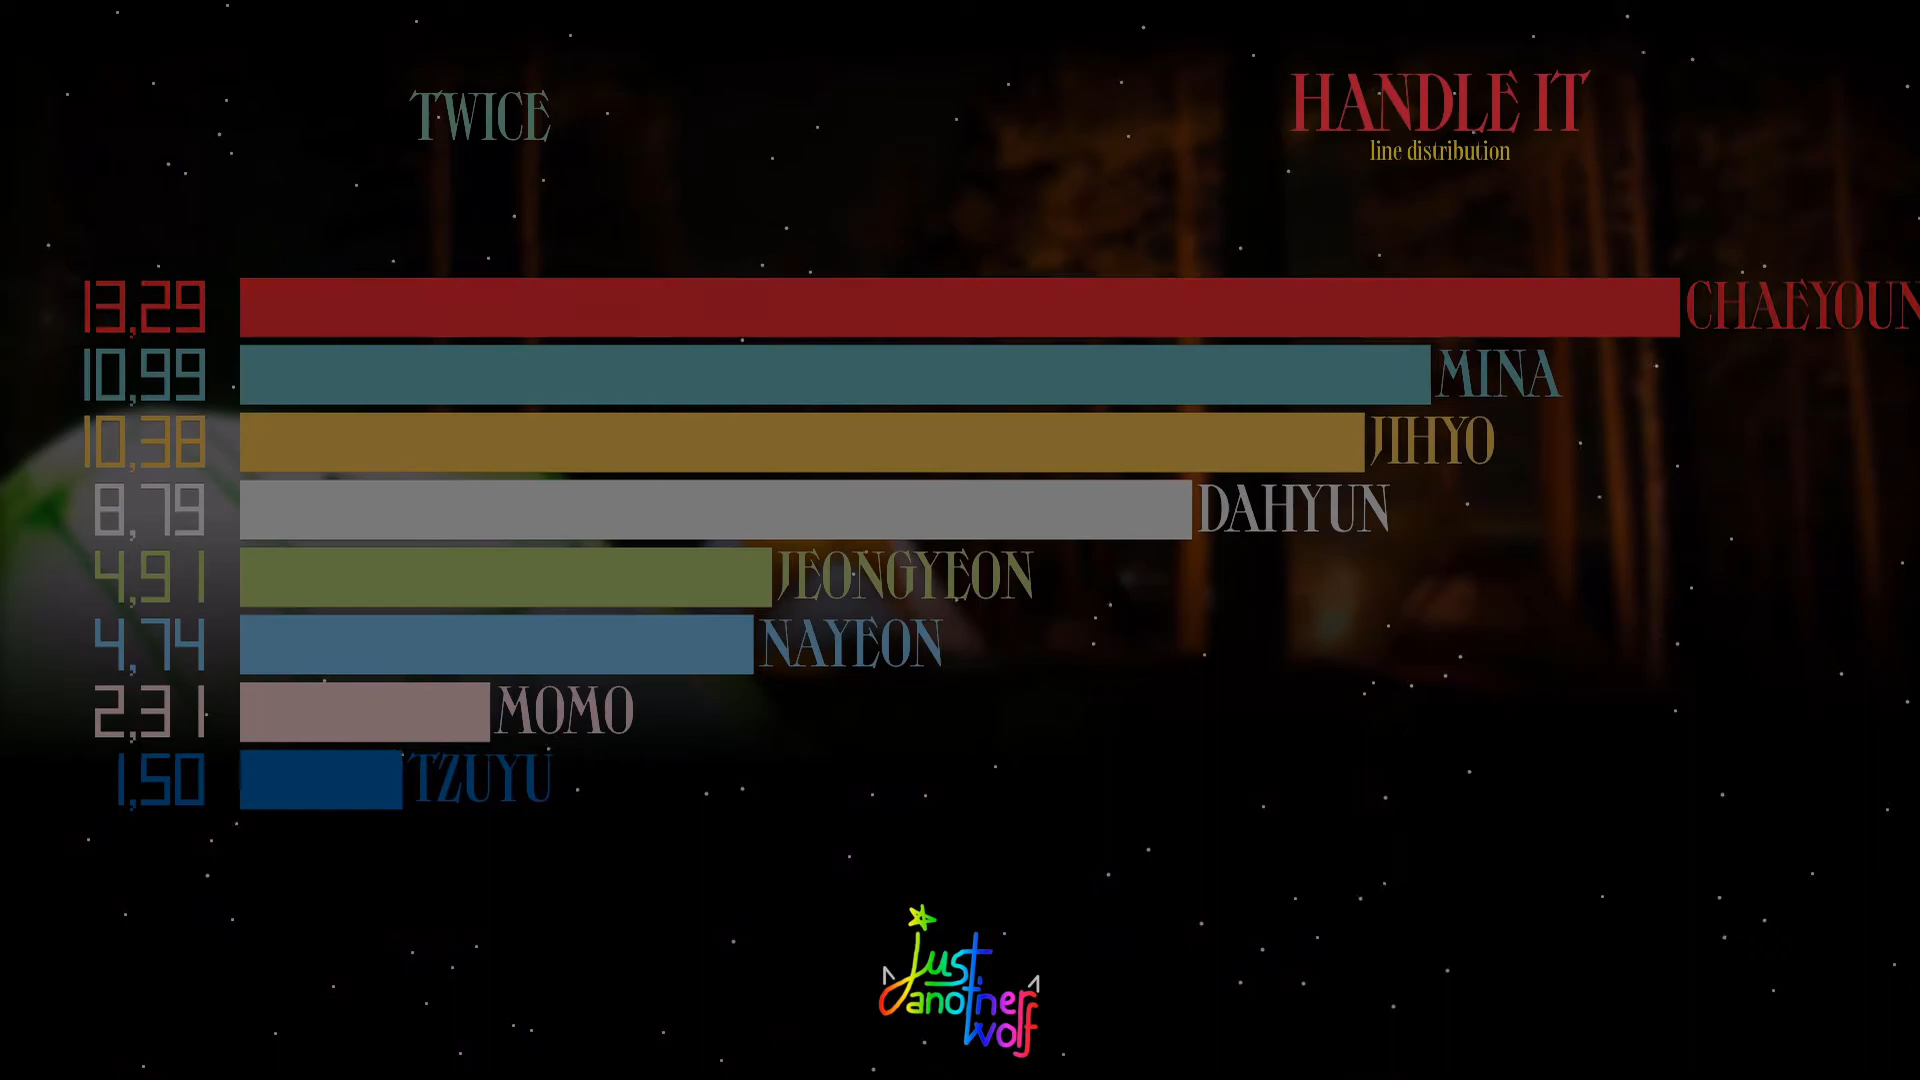 TWICE
HANDLE IT
line distribution
13,29 CHAEYOUN
10,99 MINA
10,38 JIHYO
8,79 DAHYUN
4,91 JEONGYEON
4,74 NAYEON
2,31 MOMO
1,50 TZUYU
just
another
wolf